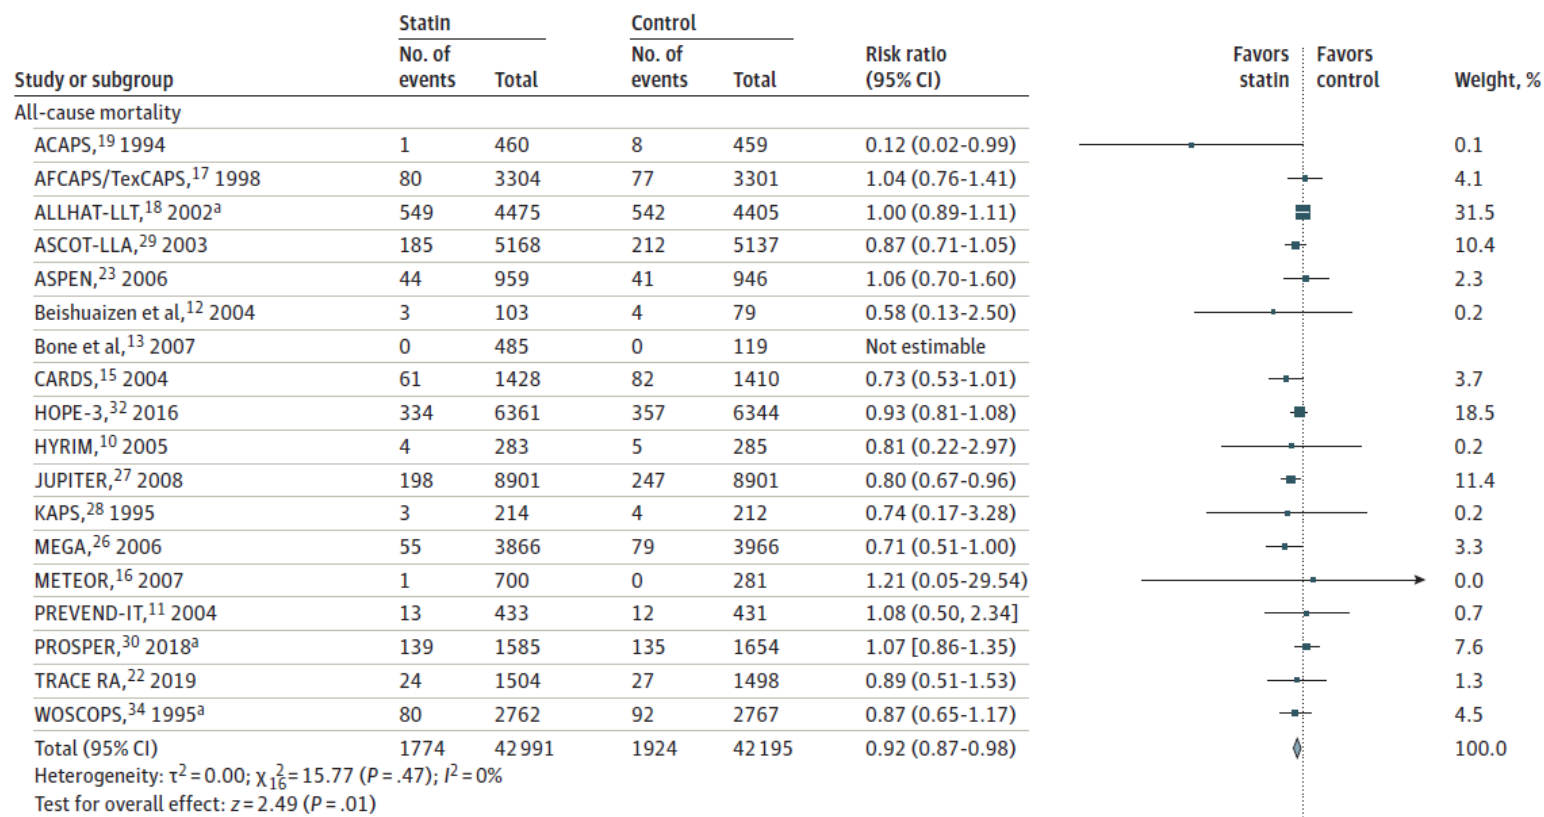 Statin Control
No. of No. of Risk ratio Favors Favors
Study or subgroup events Total events Total (95% CI) statin control Weight, %
All-cause mortality
ACAPS,19 1994 1 460 8 459 0.12 (0.02-0.99) 0.1
AFCAPS/TexCAPS,17 1998 80 3304 77 3301 1.04 (0.76-1.41) 4.1
ALLHAT-LLT,18 2002a 549 4475 542 4405 1.00 (0.89-1.11) 31.5
ASCOT-LLA,29 2003 185 5168 212 5137 0.87 (0.71-1.05) 10.4
ASPEN,23 2006 44 959 41 946 1.06 (0.70-1.60) 2.3
Beishuaizen et al,12 2004 3 103 4 79 0.58 (0.13-2.50) 0.2
Bone et al,13 2007 0 485 0 119 Not estimable
CARDS,15 2004 61 1428 82 1410 0.73 (0.53-1.01) 3.7
HOPE-3,32 2016 334 6361 357 6344 0.93 (0.81-1.08) 18.5
HYRIM,10 2005 4 283 5 285 0.81 (0.22-2.97) 0.2
JUPITER,27 2008 198 8901 247 8901 0.80 (0.67-0.96) 11.4
KAPS,28 1995 3 214 4 212 0.74 (0.17-3.28) 0.2
MEGA,26 2006 55 3866 79 3966 0.71 (0.51-1.00) 3.3
METEOR,16 2007 1 700 0 281 1.21 (0.05-29.54) 0.0
PREVEND-IT,11 2004 13 433 12 431 1.08 (0.50, 2.34] 0.7
PROSPER,30 2018a 139 1585 135 1654 1.07 [0.86-1.35) 7.6
TRACE RA,22 2019 24 1504 27 1498 0.89 (0.51-1.53) 1.3
WOSCOPS,34 1995a 80 2762 92 2767 0.87 (0.65-1.17) 4.5
Total (95% CI) 1774 42 991 1924 42 195 0.92 (0.87-0.98) 100.0
Heterogeneity: τ2 = 0.00; χ2 16 = 15.77 (P = .47); I2 = 0%
Test for overall effect: z = 2.49 (P = .01)